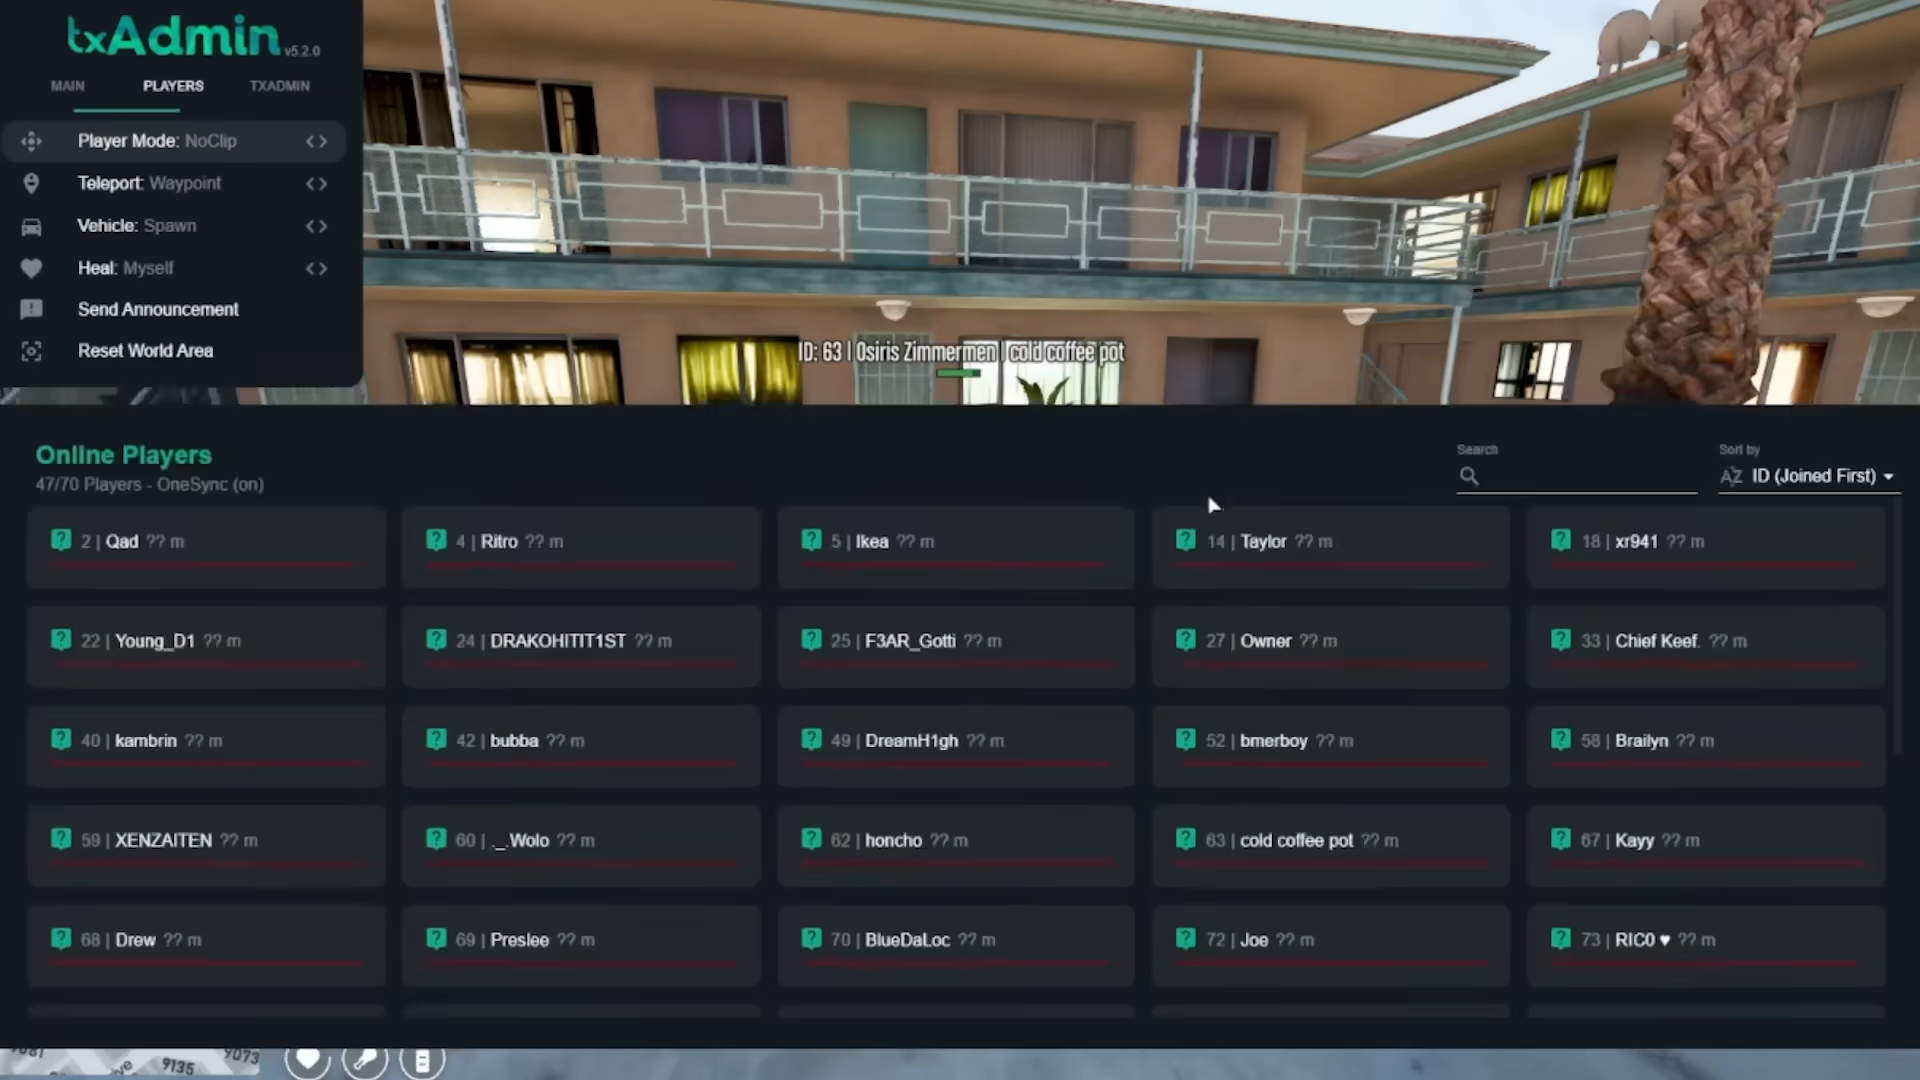 txAdmin v5.2.0
MAIN PLAYERS TXADMIN
Player Mode: NoClip
Teleport: Waypoint
Vehicle: Spawn
Heal: Myself
Send Announcement
Reset World Area
ID: 63 | Osiris Zimmermen | cold coffee pot
Online Players
47/70 Players - OneSync (on)
Search
Sort by
ID (Joined First)
2 | Qad ?? m
4 | Ritro ?? m
5 | Ikea ?? m
14 | Taylor ?? m
18 | xr941 ?? m
22 | Young_D1 ?? m
24 | DRAKOHITIT1ST ?? m
25 | F3AR_Gotti ?? m
27 | Owner ?? m
33 | Chief Keef. ?? m
40 | kambrin ?? m
42 | bubba ?? m
49 | DreamH1gh ?? m
52 | bmerboy ?? m
58 | Brailyn ?? m
59 | XENZAITEN ?? m
60 | ._.Wolo ?? m
62 | honcho ?? m
63 | cold coffee pot ?? m
67 | Kayy ?? m
68 | Drew ?? m
69 | Preslee ?? m
70 | BlueDaLoc ?? m
72 | Joe ?? m
73 | RIC0 ♥ ?? m
9135
9073